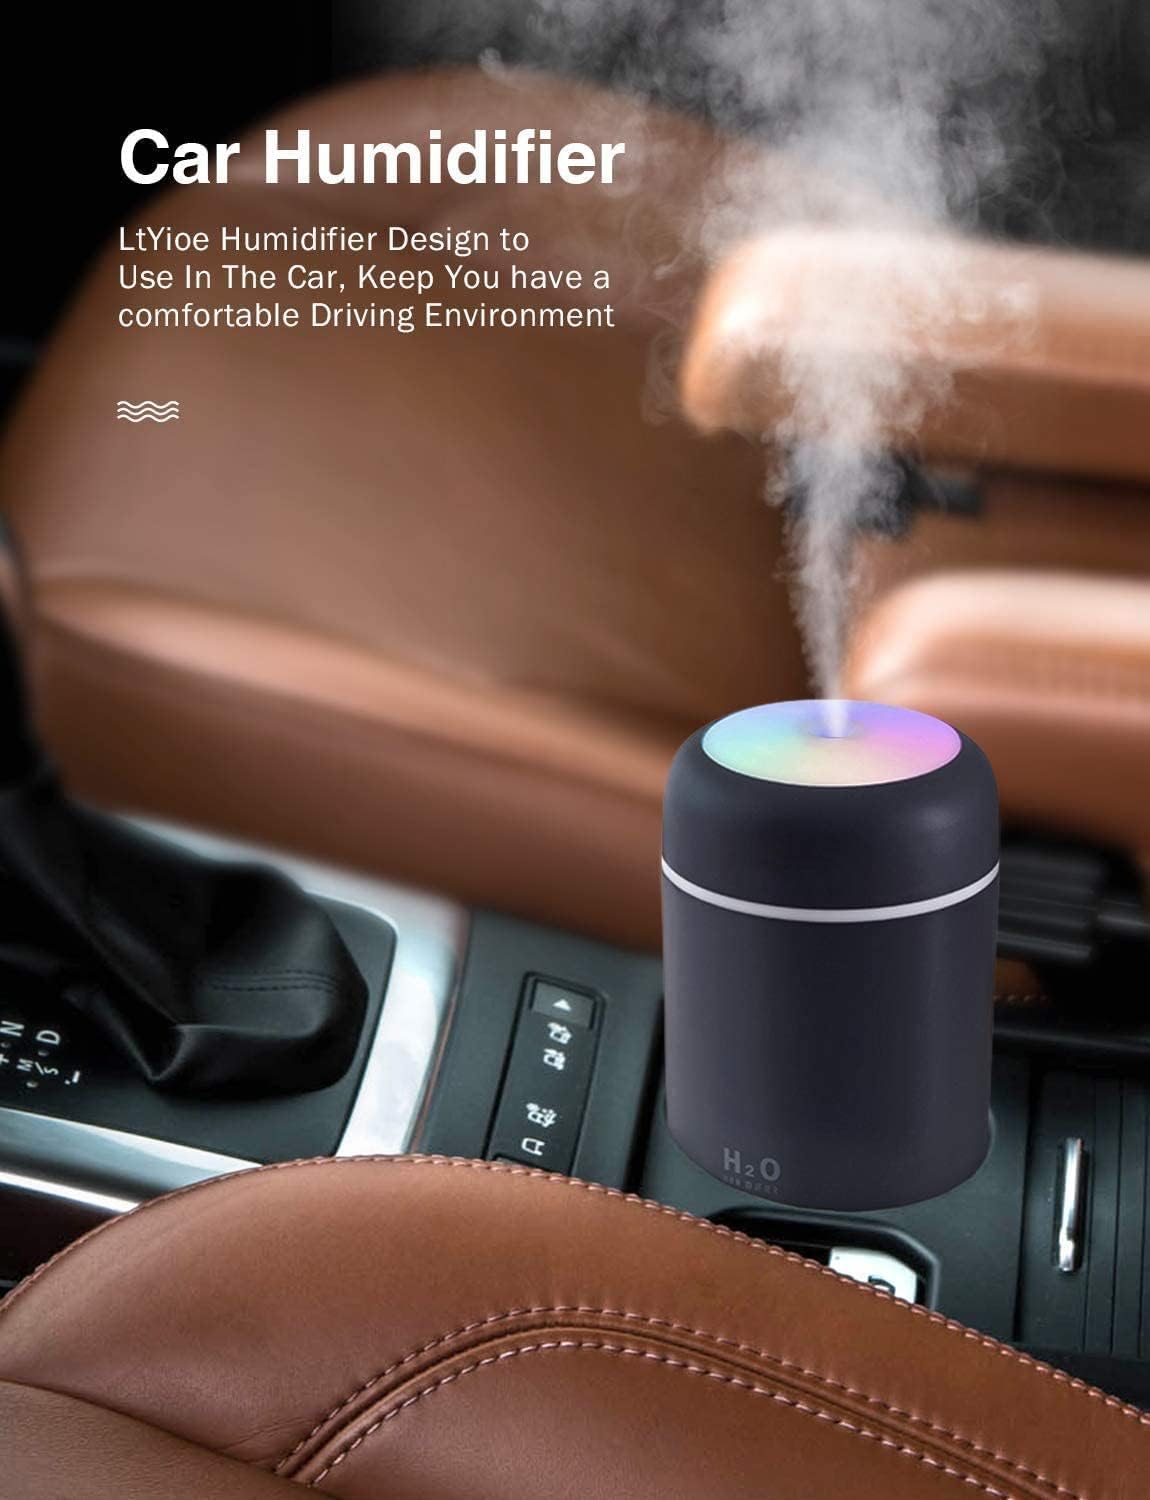 Car Humidifier
LtYioe Humidifier Design to
Use In The Car, Keep You have a
comfortable Driving Environment
N D
+ M/S
H₂O